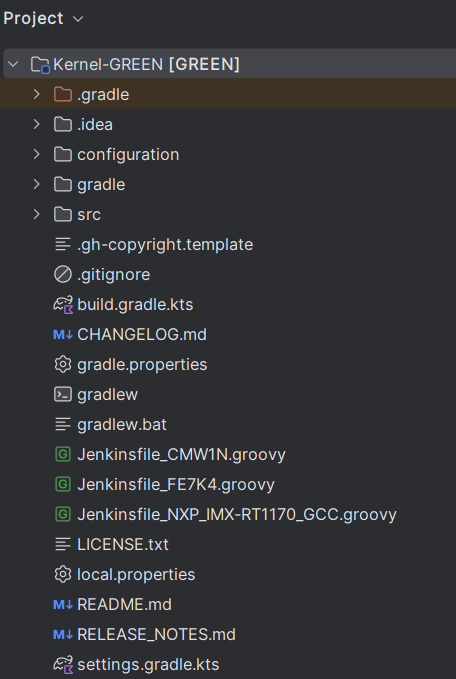 Project
Kernel-GREEN [GREEN]
.gradle
.idea
configuration
gradle
src
.gh-copyright.template
.gitignore
build.gradle.kts
M↓ CHANGELOG.md
gradle.properties
gradlew
gradlew.bat
G Jenkinsfile_CMW1N.groovy
G Jenkinsfile_FE7K4.groovy
G Jenkinsfile_NXP_IMX-RT1170_GCC.groovy
LICENSE.txt
local.properties
M↓ README.md
M↓ RELEASE_NOTES.md
settings.gradle.kts